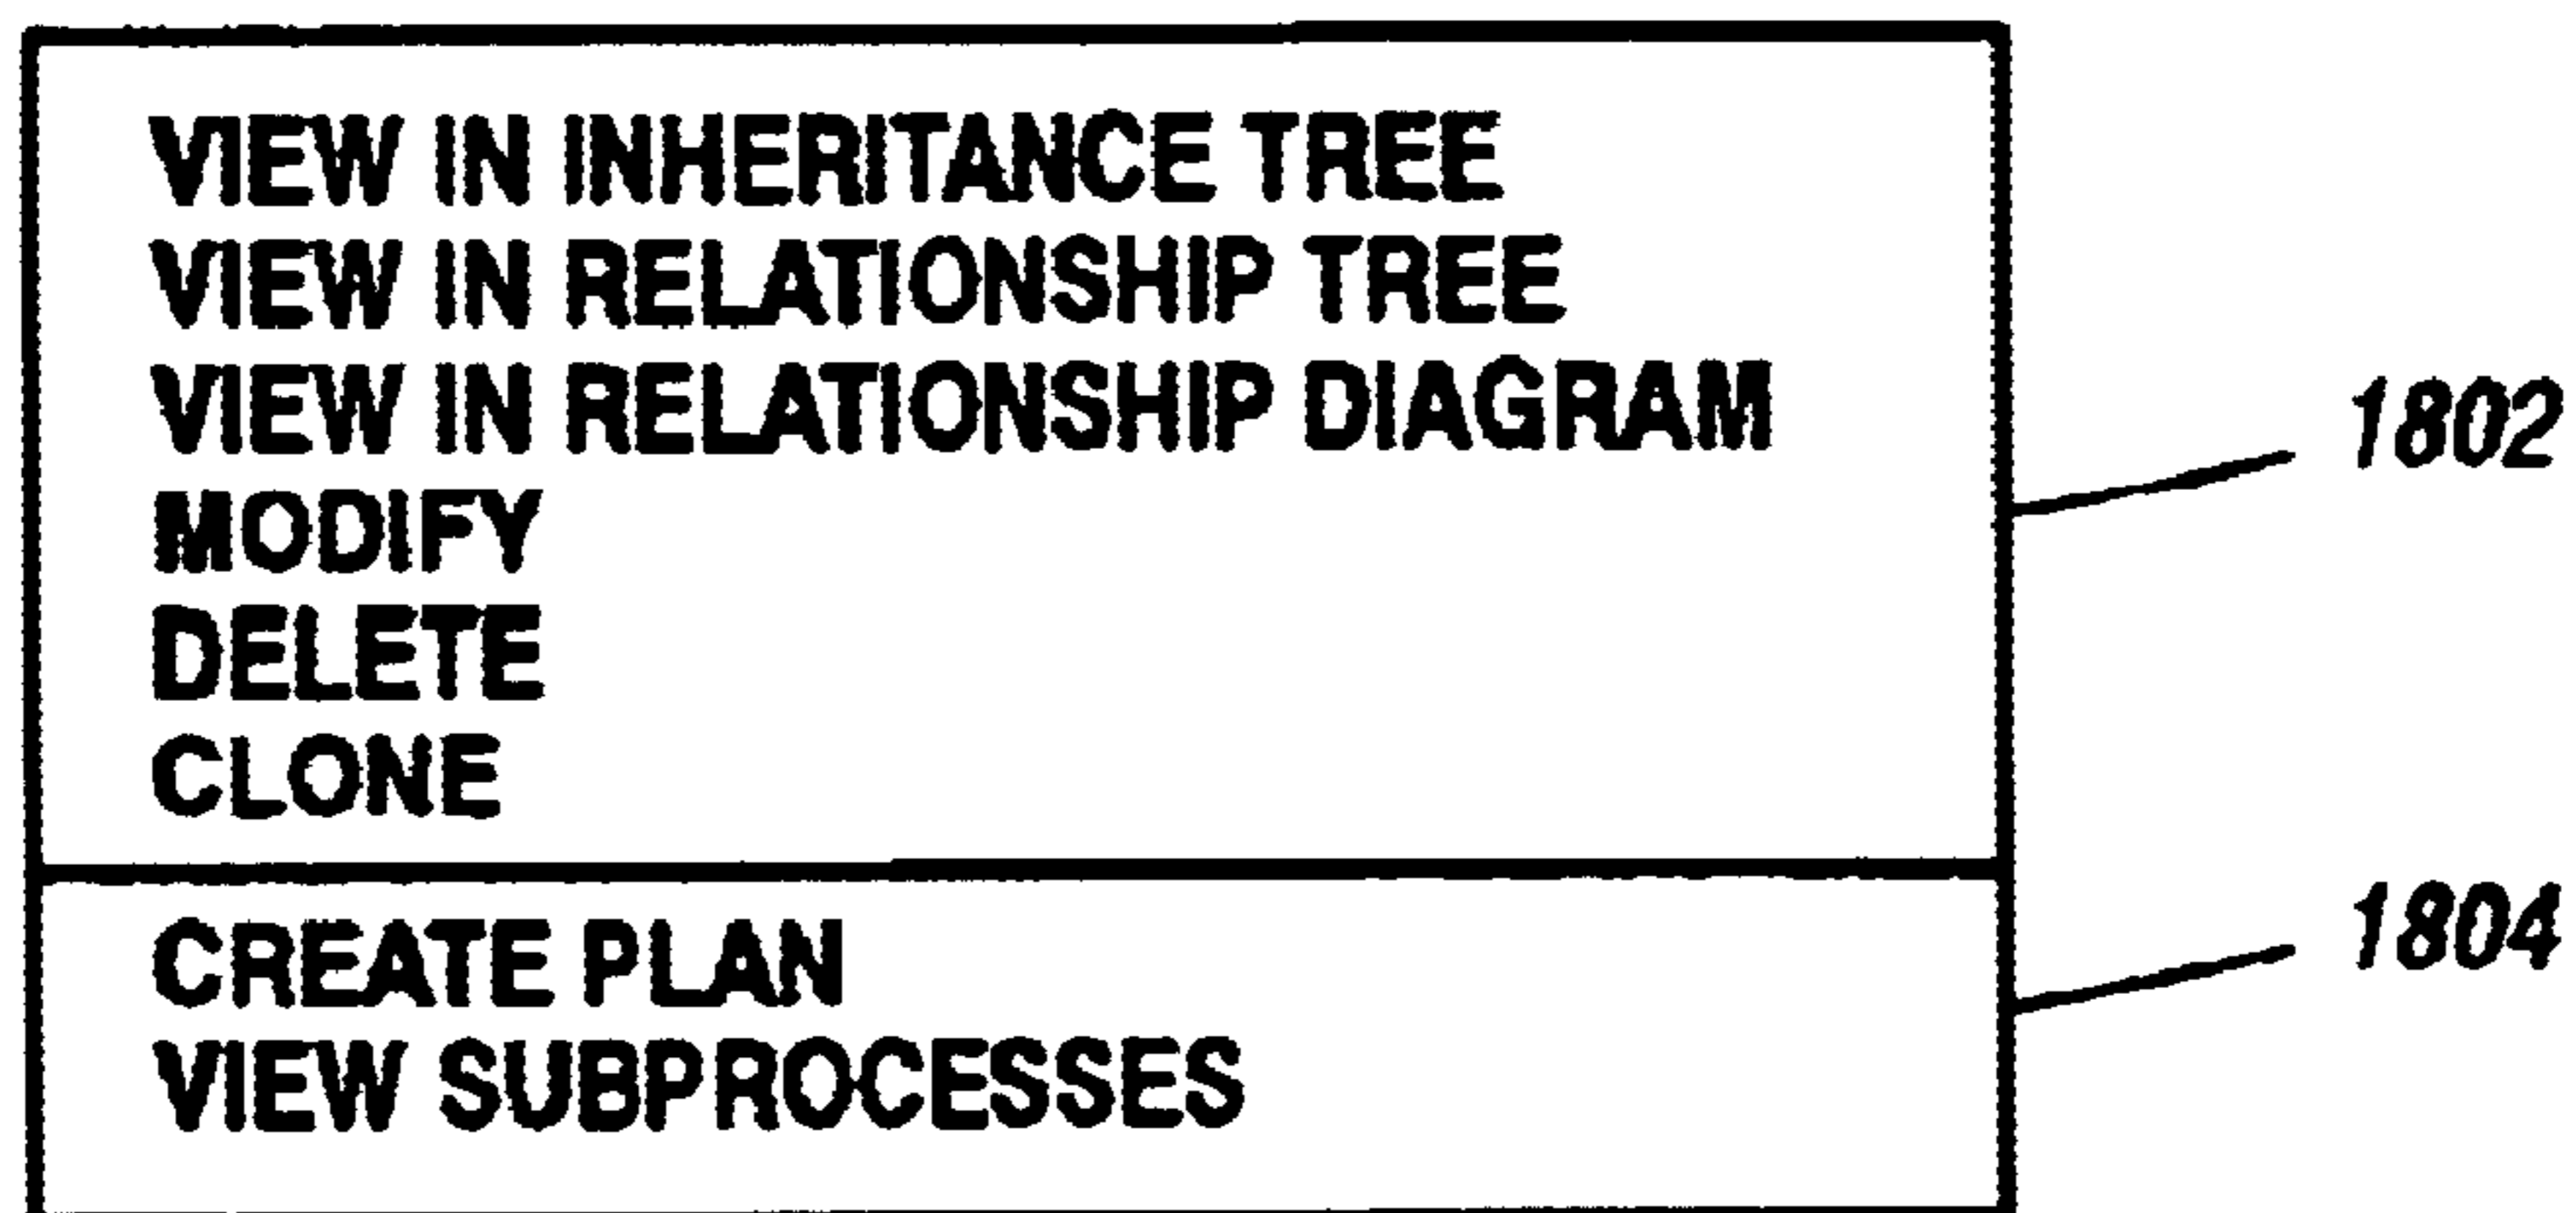 VIEW IN INHERITANCE TREE
VIEW IN RELATIONSHIP TREE
VIEW IN RELATIONSHIP DIAGRAM
1802
MODIFY
DELETE
CLONE
CREATE PLAN
1804
VIEW SUBPROCESSES